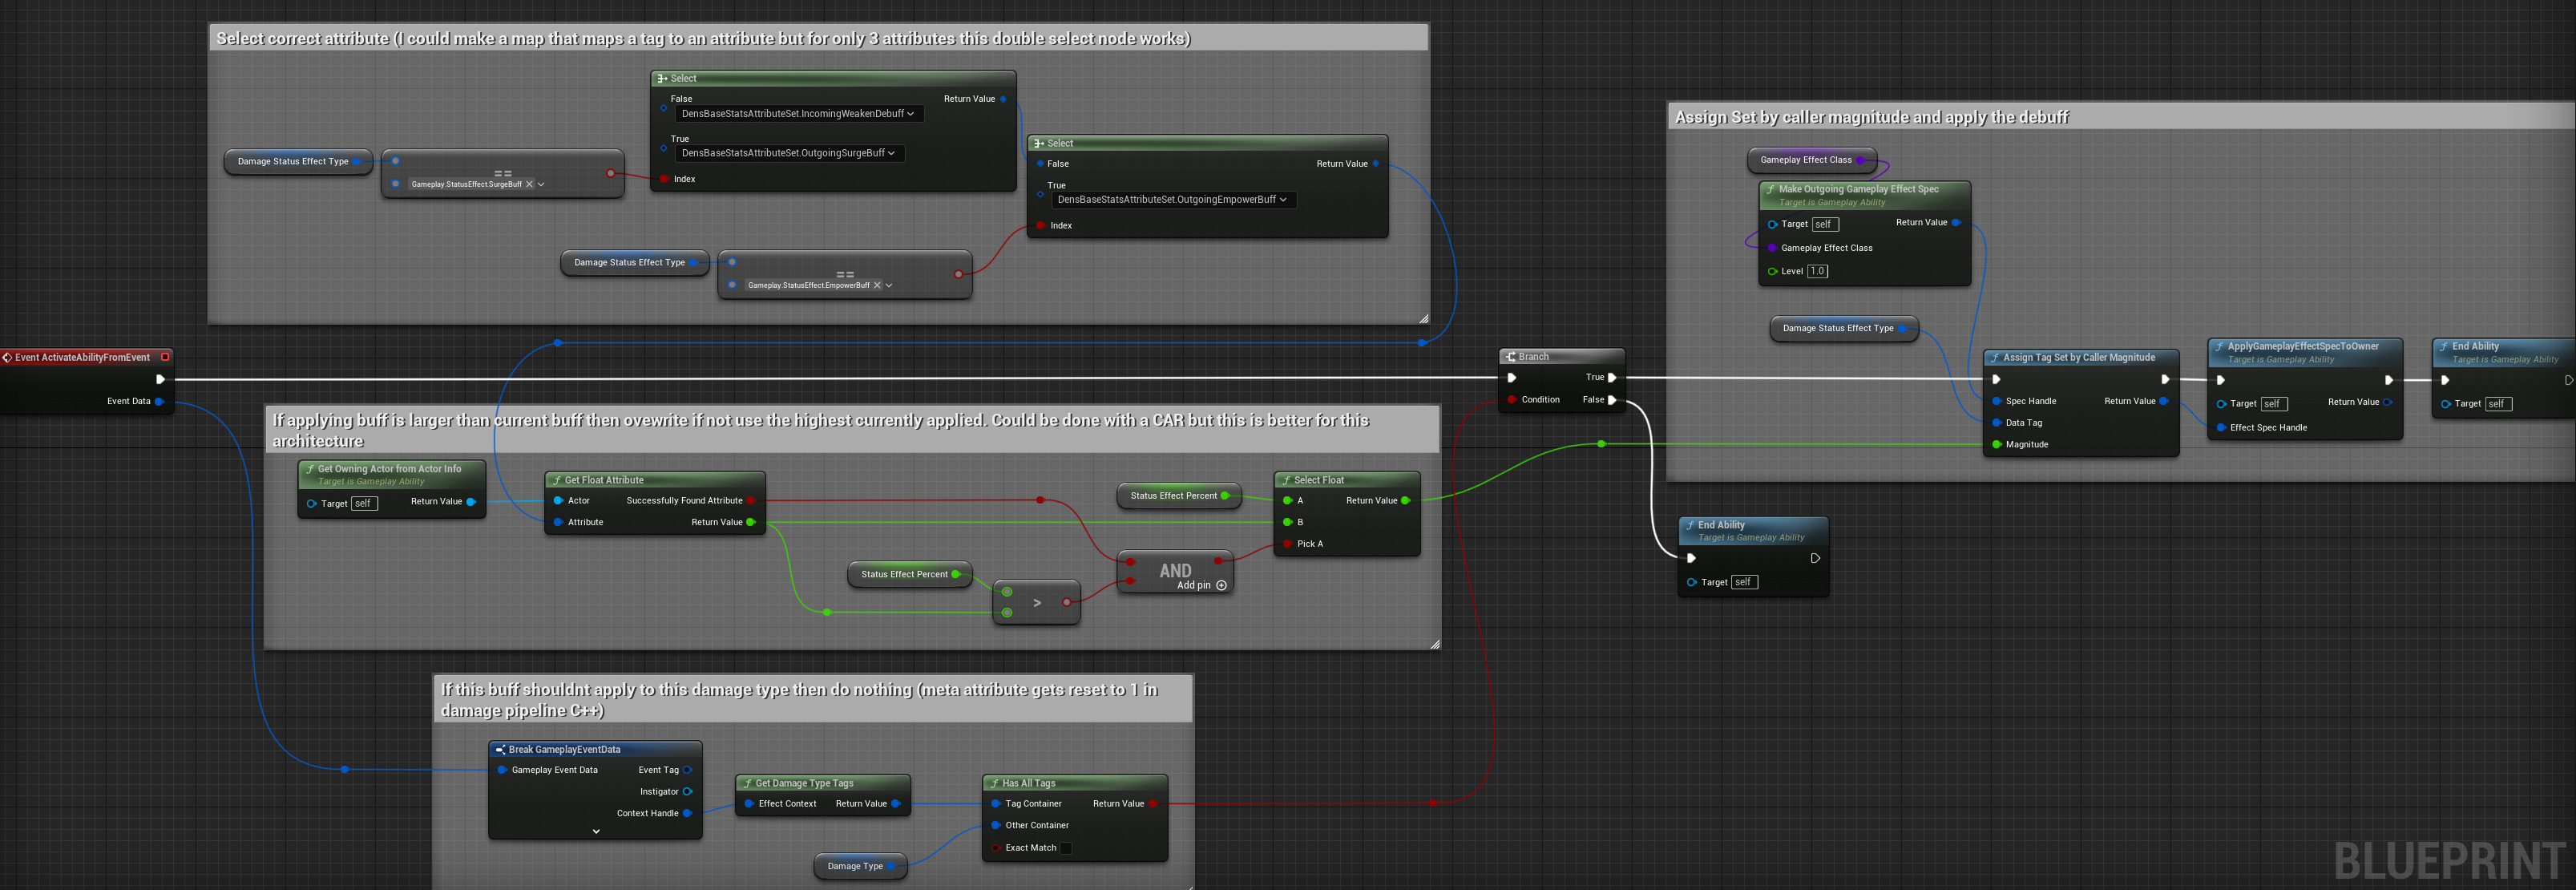 Select correct attribute (I could make a map that maps a tag to an attribute but for only 3 attributes this double select node works)
Select
False
Return Value
DensBaseStatsAttributeSet.IncomingWeakenDebuff
True
DensBaseStatsAttributeSet.OutgoingSurgeBuff
Index
Damage Status Effect Type
==
Gameplay.StatusEffect.SurgeBuff
Select
False
Return Value
True
DensBaseStatsAttributeSet.OutgoingEmpowerBuff
Index
Damage Status Effect Type
==
Gameplay.StatusEffect.EmpowerBuff
Assign Set by caller magnitude and apply the debuff
Gameplay Effect Class
Make Outgoing Gameplay Effect Spec
Target is Gameplay Ability
Target self
Return Value
Gameplay Effect Class
Level 1.0
Damage Status Effect Type
Event ActivateAbilityFromEvent
Event Data
Branch
True
Condition
False
Assign Tag Set by Caller Magnitude
Spec Handle
Return Value
Data Tag
Magnitude
ApplyGameplayEffectSpecToOwner
Target is Gameplay Ability
Target self
Return Value
Effect Spec Handle
End Ability
Target is Gameplay Ability
Target self
If applying buff is larger than current buff then ovewrite if not use the highest currently applied. Could be done with a CAR but this is better for this
architecture
Get Owning Actor from Actor Info
Target is Gameplay Ability
Target self
Return Value
Get Float Attribute
Actor
Successfully Found Attribute
Attribute
Return Value
Status Effect Percent
Select Float
A
Return Value
B
Pick A
Status Effect Percent
>
AND
Add pin
End Ability
Target is Gameplay Ability
Target self
If this buff shouldnt apply to this damage type then do nothing (meta attribute gets reset to 1 in
damage pipeline C++)
Break GameplayEventData
Gameplay Event Data
Event Tag
Instigator
Context Handle
Get Damage Type Tags
Effect Context
Return Value
Has All Tags
Tag Container
Return Value
Other Container
Exact Match
Damage Type
BLUEPRINT